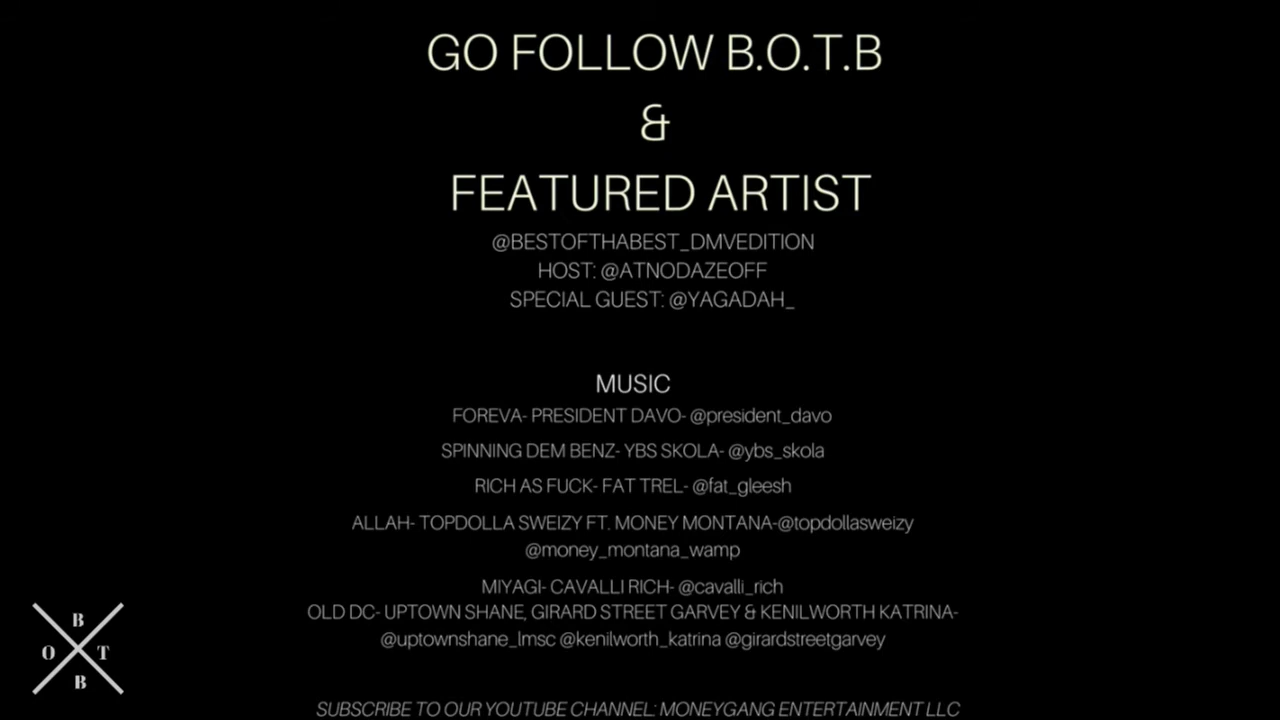 GO FOLLOW B.O.T.B
&
FEATURED ARTIST
@BESTOFTHABEST_DMVEDITION
HOST: @ATNODAZEOFF
SPECIAL GUEST: @YAGADAH_
MUSIC
FOREVA- PRESIDENT DAVO- @president_davo
SPINNING DEM BENZ- YBS SKOLA- @ybs_skola
RICH AS FUCK- FAT TREL- @fat_gleesh
ALLAH- TOPDOLLA SWEIZY FT. MONEY MONTANA-@topdollasweizy
@money_montana_wamp
MIYAGI- CAVALLI RICH- @cavalli_rich
OLD DC- UPTOWN SHANE, GIRARD STREET GARVEY & KENILWORTH KATRINA-
@uptownshane_lmsc @kenilworth_katrina @girardstreetgarvey
B
O T
B
SUBSCRIBE TO OUR YOUTUBE CHANNEL: MONEYGANG ENTERTAINMENT LLC